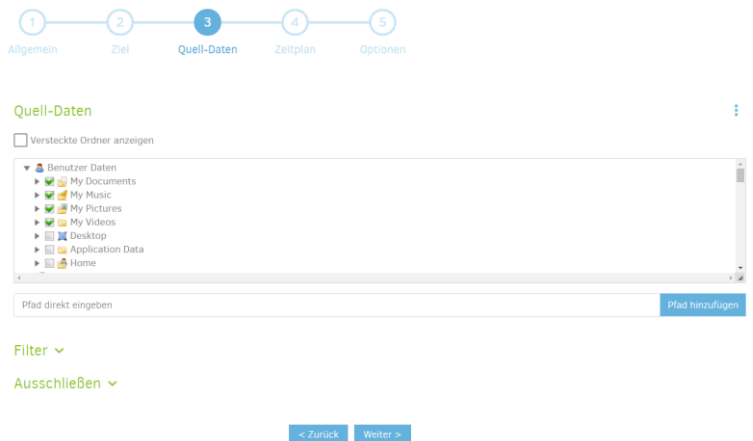 1 2 3 4 5
Allgemein Ziel Quell-Daten Zeitplan Optionen
Quell-Daten
Versteckte Ordner anzeigen
Benutzer Daten
My Documents
My Music
My Pictures
My Videos
Desktop
Application Data
Home
Pfad direkt eingeben Pfad hinzufügen
Filter
Ausschließen
< Zurück Weiter >